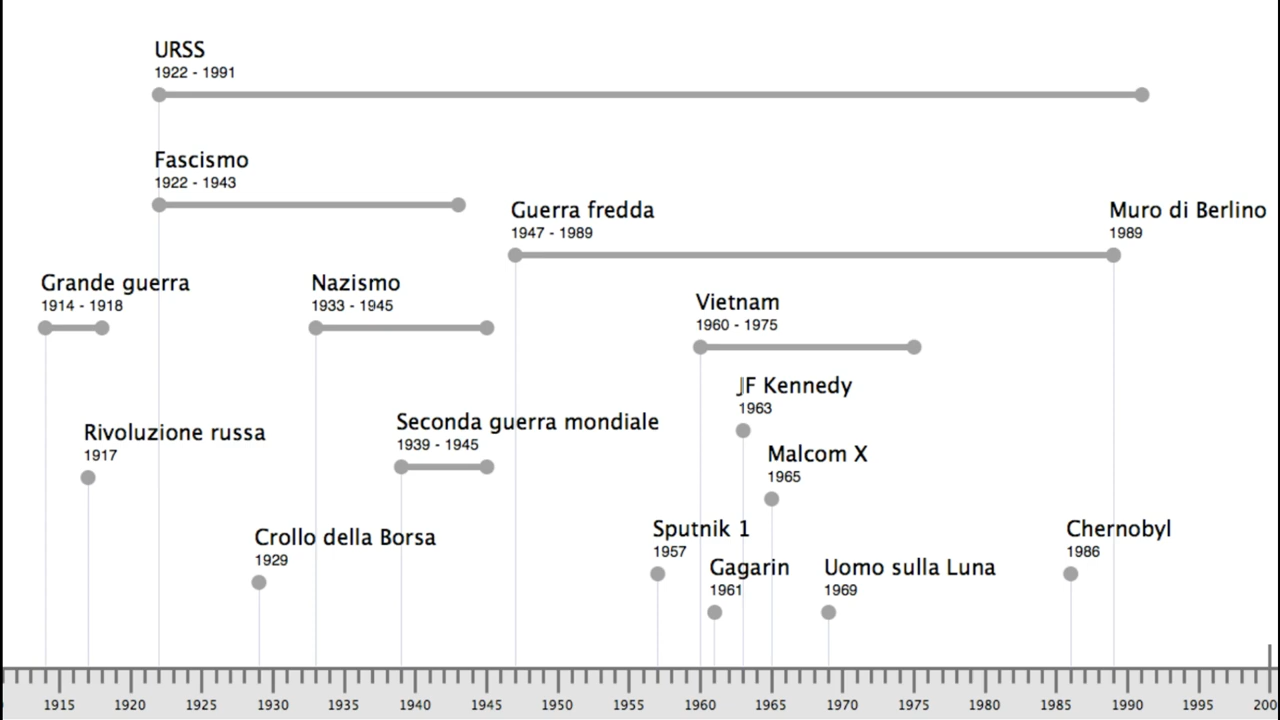 URSS
1922 - 1991
Fascismo
1922 - 1943
Guerra fredda
1947 - 1989
Muro di Berlino
1989
Grande guerra
1914 - 1918
Nazismo
1933 - 1945
Vietnam
1960 - 1975
JF Kennedy
1963
Seconda guerra mondiale
1939 - 1945
Rivoluzione russa
1917
Malcom X
1965
Sputnik 1
1957
Chernobyl
1986
Crollo della Borsa
1929
Gagarin
1961
Uomo sulla Luna
1969
1915 1920 1925 1930 1935 1940 1945 1950 1955 1960 1965 1970 1975 1980 1985 1990 1995 200